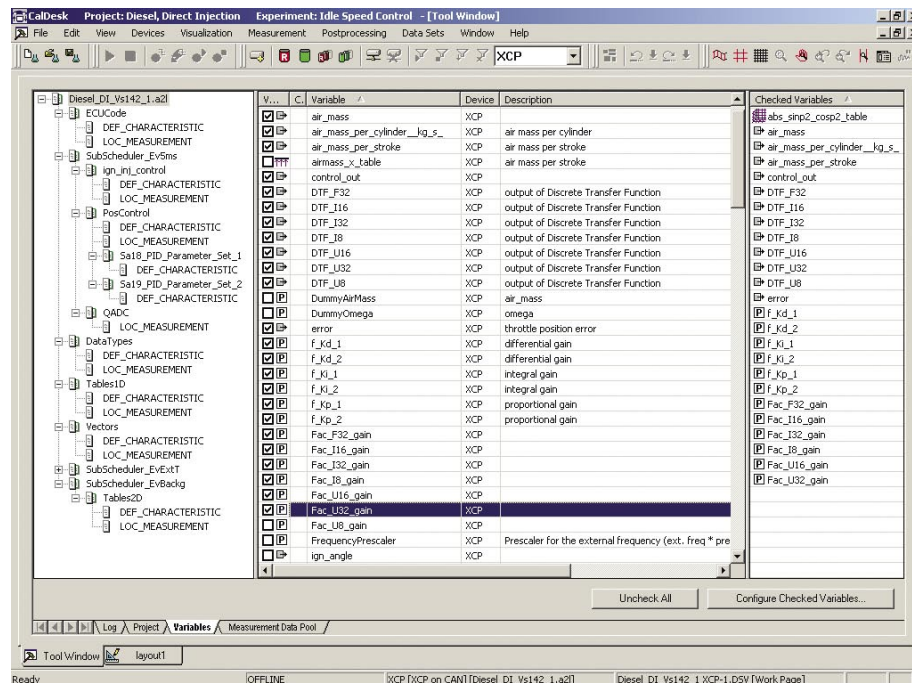 CalDesk Project: Diesel, Direct Injection Experiment: Idle Speed Control - [Tool Window]
File Edit View Devices Visualization Measurement Postprocessing Data Sets Window Help
XCP
Diesel_DI_Vs142_1.a2l
ECUCode
DEF_CHARACTERISTIC
LOC_MEASUREMENT
SubScheduler_Ev5ms
ign_inj_control
DEF_CHARACTERISTIC
LOC_MEASUREMENT
PosControl
DEF_CHARACTERISTIC
LOC_MEASUREMENT
Sa18_PID_Parameter_Set_1
DEF_CHARACTERISTIC
Sa19_PID_Parameter_Set_2
DEF_CHARACTERISTIC
QADC
LOC_MEASUREMENT
DataTypes
DEF_CHARACTERISTIC
LOC_MEASUREMENT
Tables1D
DEF_CHARACTERISTIC
LOC_MEASUREMENT
Vectors
DEF_CHARACTERISTIC
LOC_MEASUREMENT
SubScheduler_EvExtT
SubScheduler_EvBackg
Tables2D
DEF_CHARACTERISTIC
LOC_MEASUREMENT
V... C. Variable Device Description
air_mass XCP
air_mass_per_cylinder__kg_s_ XCP air mass per cylinder
air_mass_per_stroke XCP air mass per stroke
airmass_x_table XCP air mass per stroke
control_out XCP
DTF_F32 XCP output of Discrete Transfer Function
DTF_I16 XCP output of Discrete Transfer Function
DTF_I32 XCP output of Discrete Transfer Function
DTF_I8 XCP output of Discrete Transfer Function
DTF_U16 XCP output of Discrete Transfer Function
DTF_U32 XCP output of Discrete Transfer Function
DTF_U8 XCP output of Discrete Transfer Function
P DummyAirMass XCP air_mass
P DummyOmega XCP omega
error XCP throttle position error
P f_Kd_1 XCP differential gain
P f_Kd_2 XCP differential gain
P f_Ki_1 XCP integral gain
P f_Ki_2 XCP integral gain
P f_Kp_1 XCP proportional gain
P f_Kp_2 XCP proportional gain
P Fac_F32_gain XCP
P Fac_I16_gain XCP
P Fac_I32_gain XCP
P Fac_I8_gain XCP
P Fac_U16_gain XCP
P Fac_U32_gain XCP
P Fac_U8_gain XCP
P FrequencyPrescaler XCP Prescaler for the external frequency (ext. freq * pre
ign_angle XCP
Checked Variables
abs_sinp2_cosp2_table
air_mass
air_mass_per_cylinder__kg_s_
air_mass_per_stroke
control_out
DTF_F32
DTF_I16
DTF_I32
DTF_I8
DTF_U16
DTF_U32
DTF_U8
error
P f_Kd_1
P f_Kd_2
P f_Ki_1
P f_Ki_2
P f_Kp_1
P f_Kp_2
P Fac_F32_gain
P Fac_I16_gain
P Fac_I32_gain
P Fac_I8_gain
P Fac_U16_gain
P Fac_U32_gain
Uncheck All Configure Checked Variables...
Log Project Variables Measurement Data Pool
Tool Window layout1
Ready OFFLINE XCP [XCP on CAN] [Diesel_DI_Vs142_1.a2l] Diesel_DI_Vs142_1 XCP-1.DSV [Work Page]